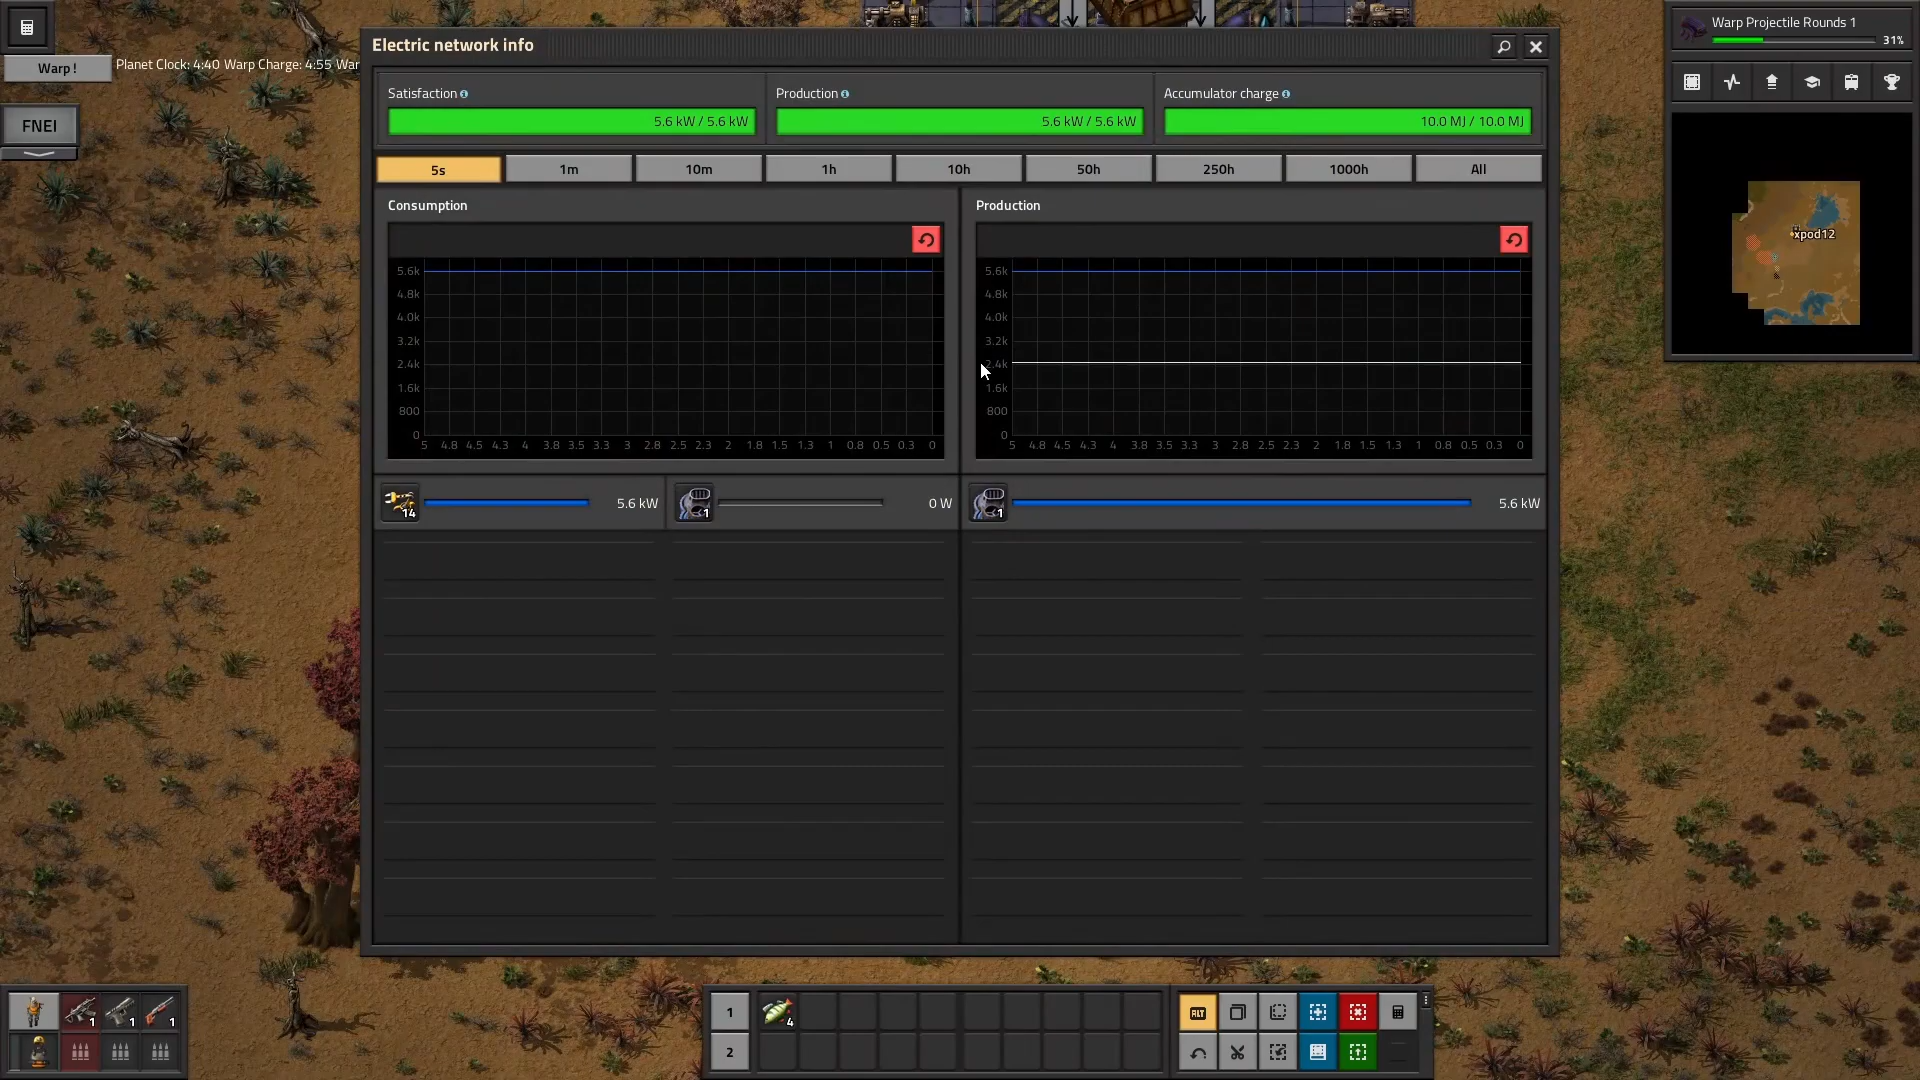 Electric network info
Warp Projectile Rounds 1
31%
Warp !
Planet Clock: 4:40 Warp Charge: 4:55 War
FNEI
Satisfaction
Production
Accumulator charge
5.6 kW / 5.6 kW
5.6 kW / 5.6 kW
10.0 MJ / 10.0 MJ
5s 1m 10m 1h 10h 50h 250h 1000h All
Consumption
Production
5.6k
4.8k
4.0k
3.2k
2.4k
1.6k
800
0
5 4.8 4.5 4.3 4 3.8 3.5 3.3 3 2.8 2.5 2.3 2 1.8 1.5 1.3 1 0.8 0.5 0.3 0
5.6k
4.8k
4.0k
3.2k
2.4k
1.6k
800
0
5 4.8 4.5 4.3 4 3.8 3.5 3.3 3 2.8 2.5 2.3 2 1.8 1.5 1.3 1 0.8 0.5 0.3 0
14 5.6 kW
1 0 W
1 5.6 kW
xpod12
1 1 1
1
4
2
ALT